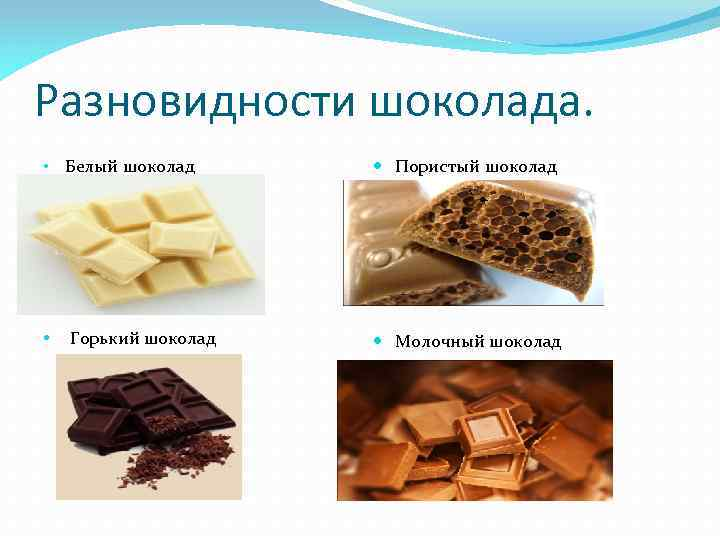 Разновидности шоколада.
• Белый шоколад
• Пористый шоколад
• Горький шоколад
• Молочный шоколад